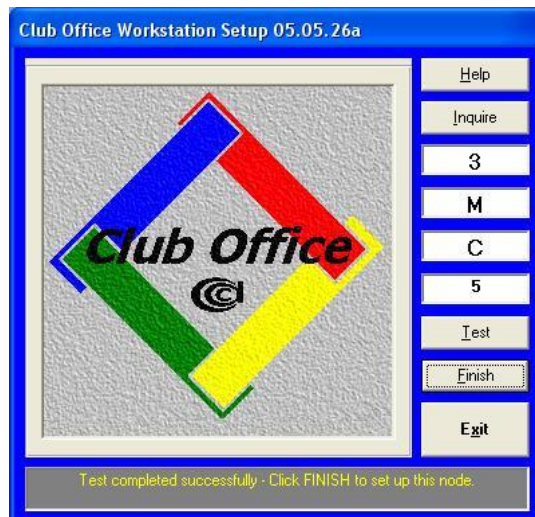 Club Office Workstation Setup 05.05.26a
Help
Inquire
3
M
C
5
Test
Finish
Exit
Club Office
CCI
Test completed successfully - Click FINISH to set up this node.